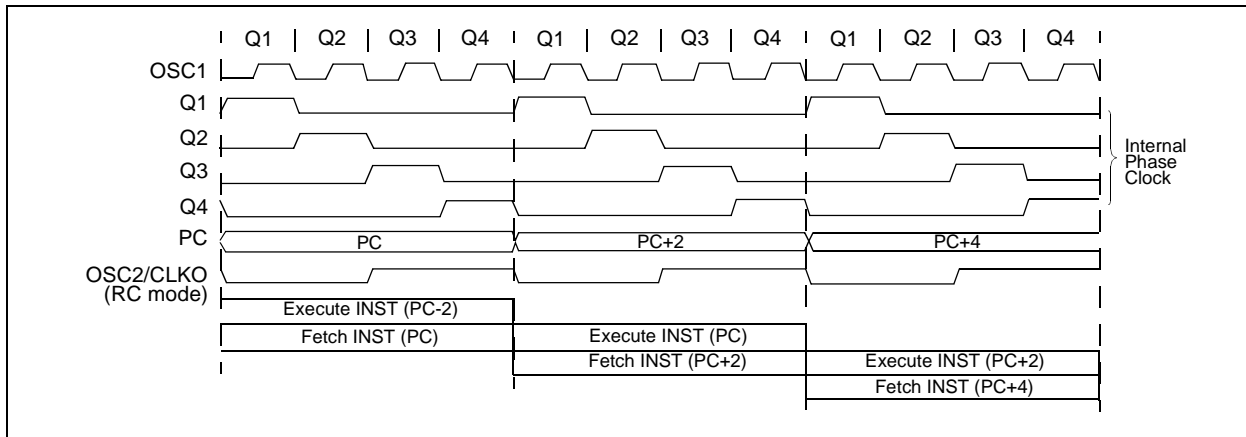 Q1 Q2 Q3 Q4 Q1 Q2 Q3 Q4 Q1 Q2 Q3 Q4
OSC1
Q1
Q2
Q3
Q4
Internal
Phase
Clock
PC PC PC+2 PC+4
OSC2/CLKO
(RC mode)
Execute INST (PC-2)
Fetch INST (PC) Execute INST (PC)
Fetch INST (PC+2) Execute INST (PC+2)
Fetch INST (PC+4)